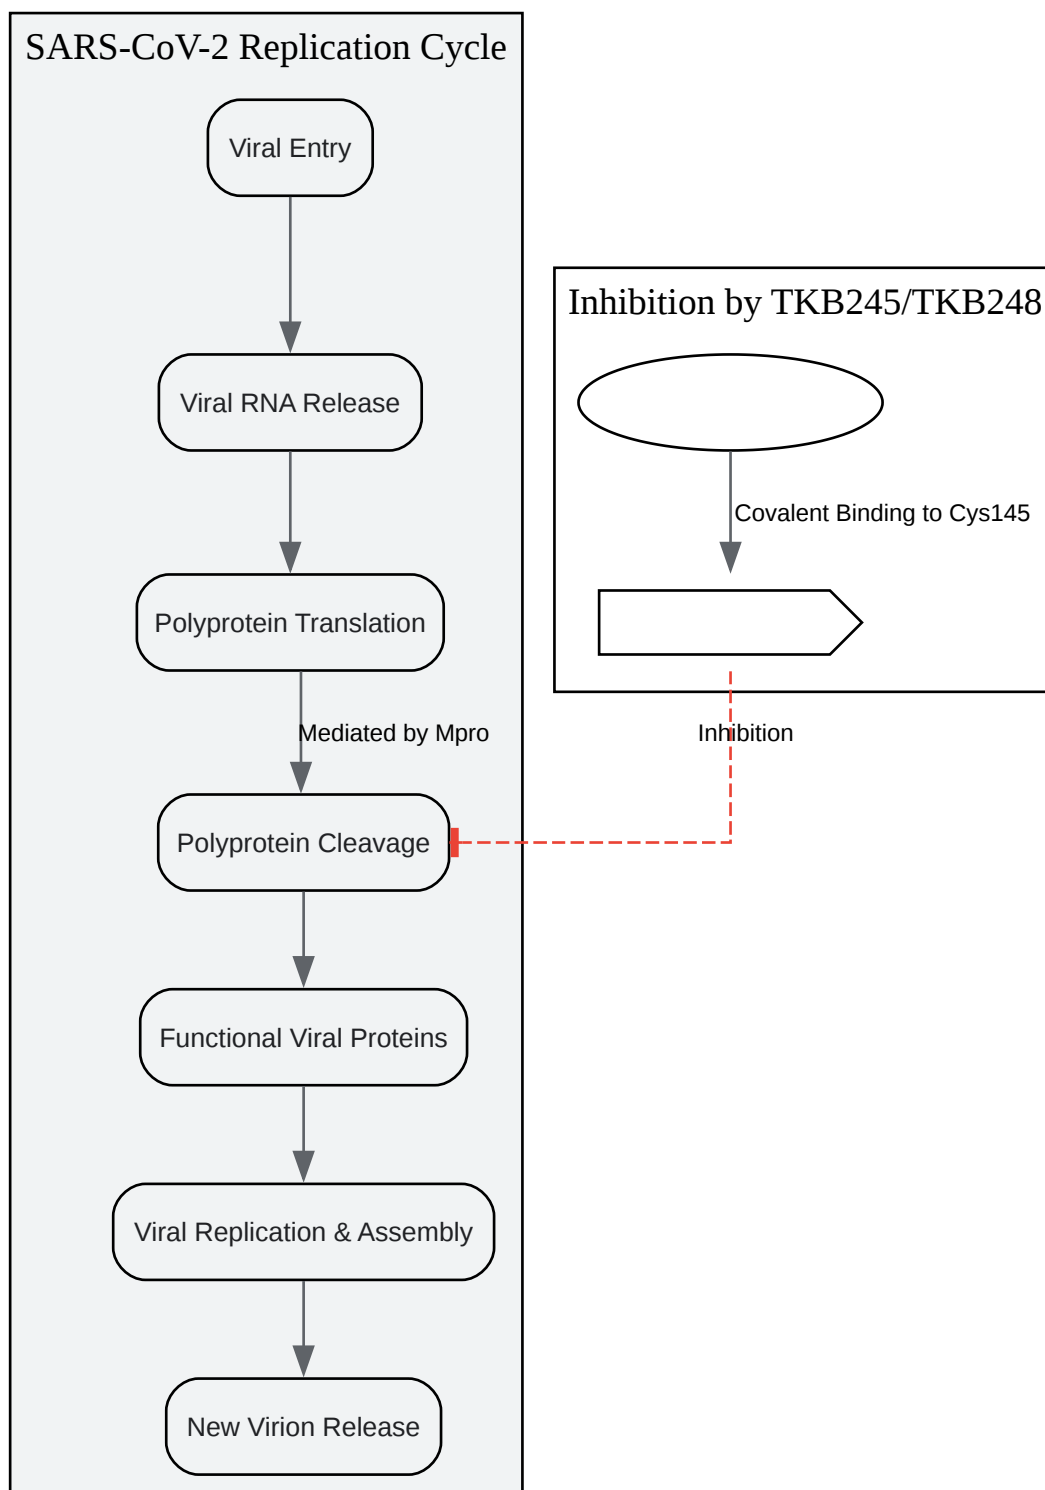 SARS-CoV-2 Replication Cycle
Viral Entry
Viral RNA Release
Polyprotein Translation
Mediated by Mpro
Polyprotein Cleavage
Functional Viral Proteins
Viral Replication & Assembly
New Virion Release
Inhibition by TKB245/TKB248
Covalent Binding to Cys145
Inhibition